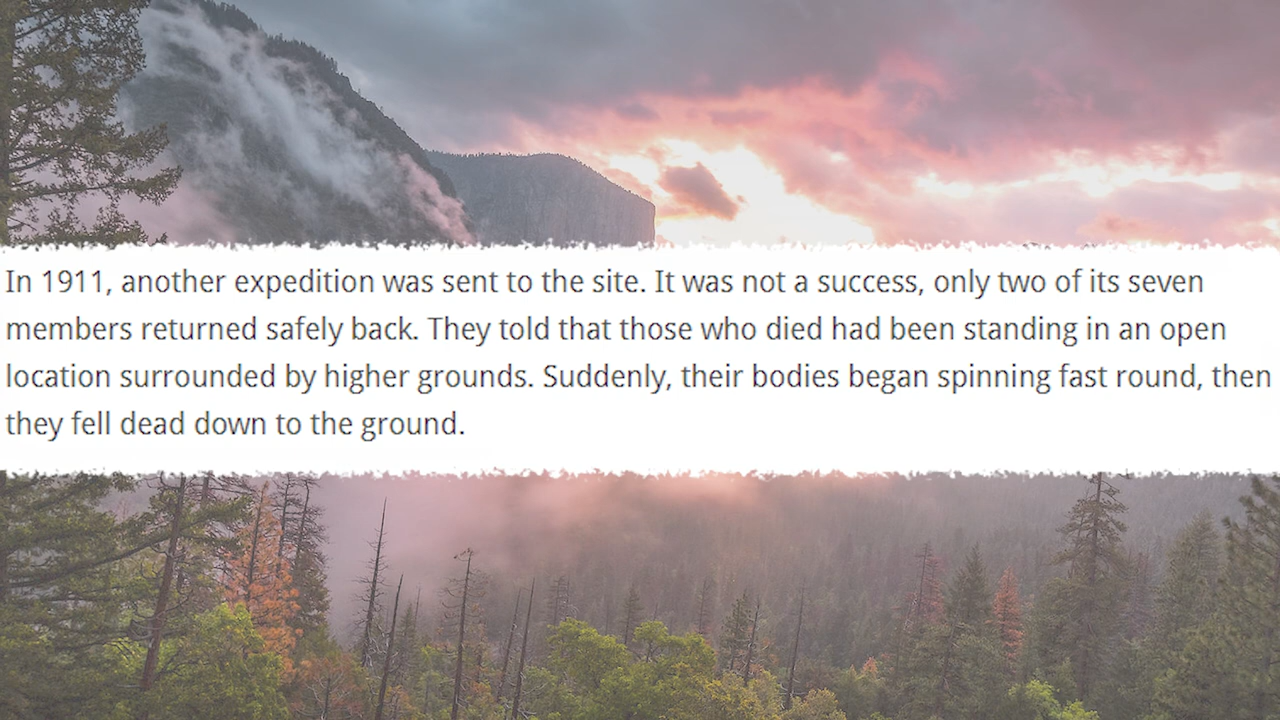 In 1911, another expedition was sent to the site. It was not a success, only two of its seven
members returned safely back. They told that those who died had been standing in an open
location surrounded by higher grounds. Suddenly, their bodies began spinning fast round, then
they fell dead down to the ground.